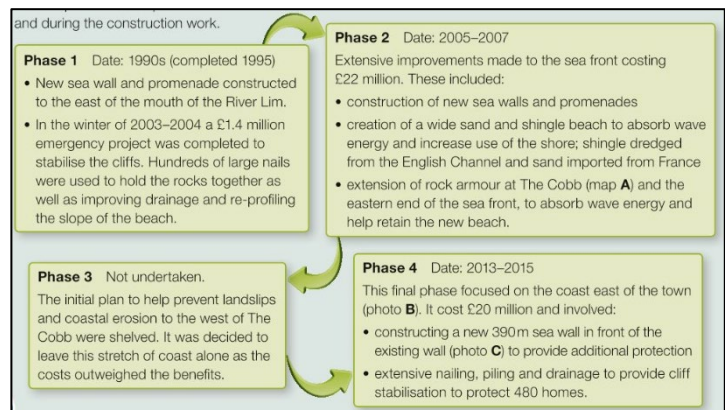 and during the construction work.
Phase 1 Date: 1990s (completed 1995)
• New sea wall and promenade constructed
to the east of the mouth of the River Lim.
• In the winter of 2003–2004 a £1.4 million
emergency project was completed to
stabilise the cliffs. Hundreds of large nails
were used to hold the rocks together as
well as improving drainage and re-profiling
the slope of the beach.
Phase 2 Date: 2005–2007
Extensive improvements made to the sea front costing
£22 million. These included:
• construction of new sea walls and promenades
• creation of a wide sand and shingle beach to absorb wave
energy and increase use of the shore; shingle dredged
from the English Channel and sand imported from France
• extension of rock armour at The Cobb (map A) and the
eastern end of the sea front, to absorb wave energy and
help retain the new beach.
Phase 3 Not undertaken.
The initial plan to help prevent landslips
and coastal erosion to the west of The
Cobb were shelved. It was decided to
leave this stretch of coast alone as the
costs outweighed the benefits.
Phase 4 Date: 2013–2015
This final phase focused on the coast east of the town
(photo B). It cost £20 million and involved:
• constructing a new 390 m sea wall in front of the
existing wall (photo C) to provide additional protection
• extensive nailing, piling and drainage to provide cliff
stabilisation to protect 480 homes.